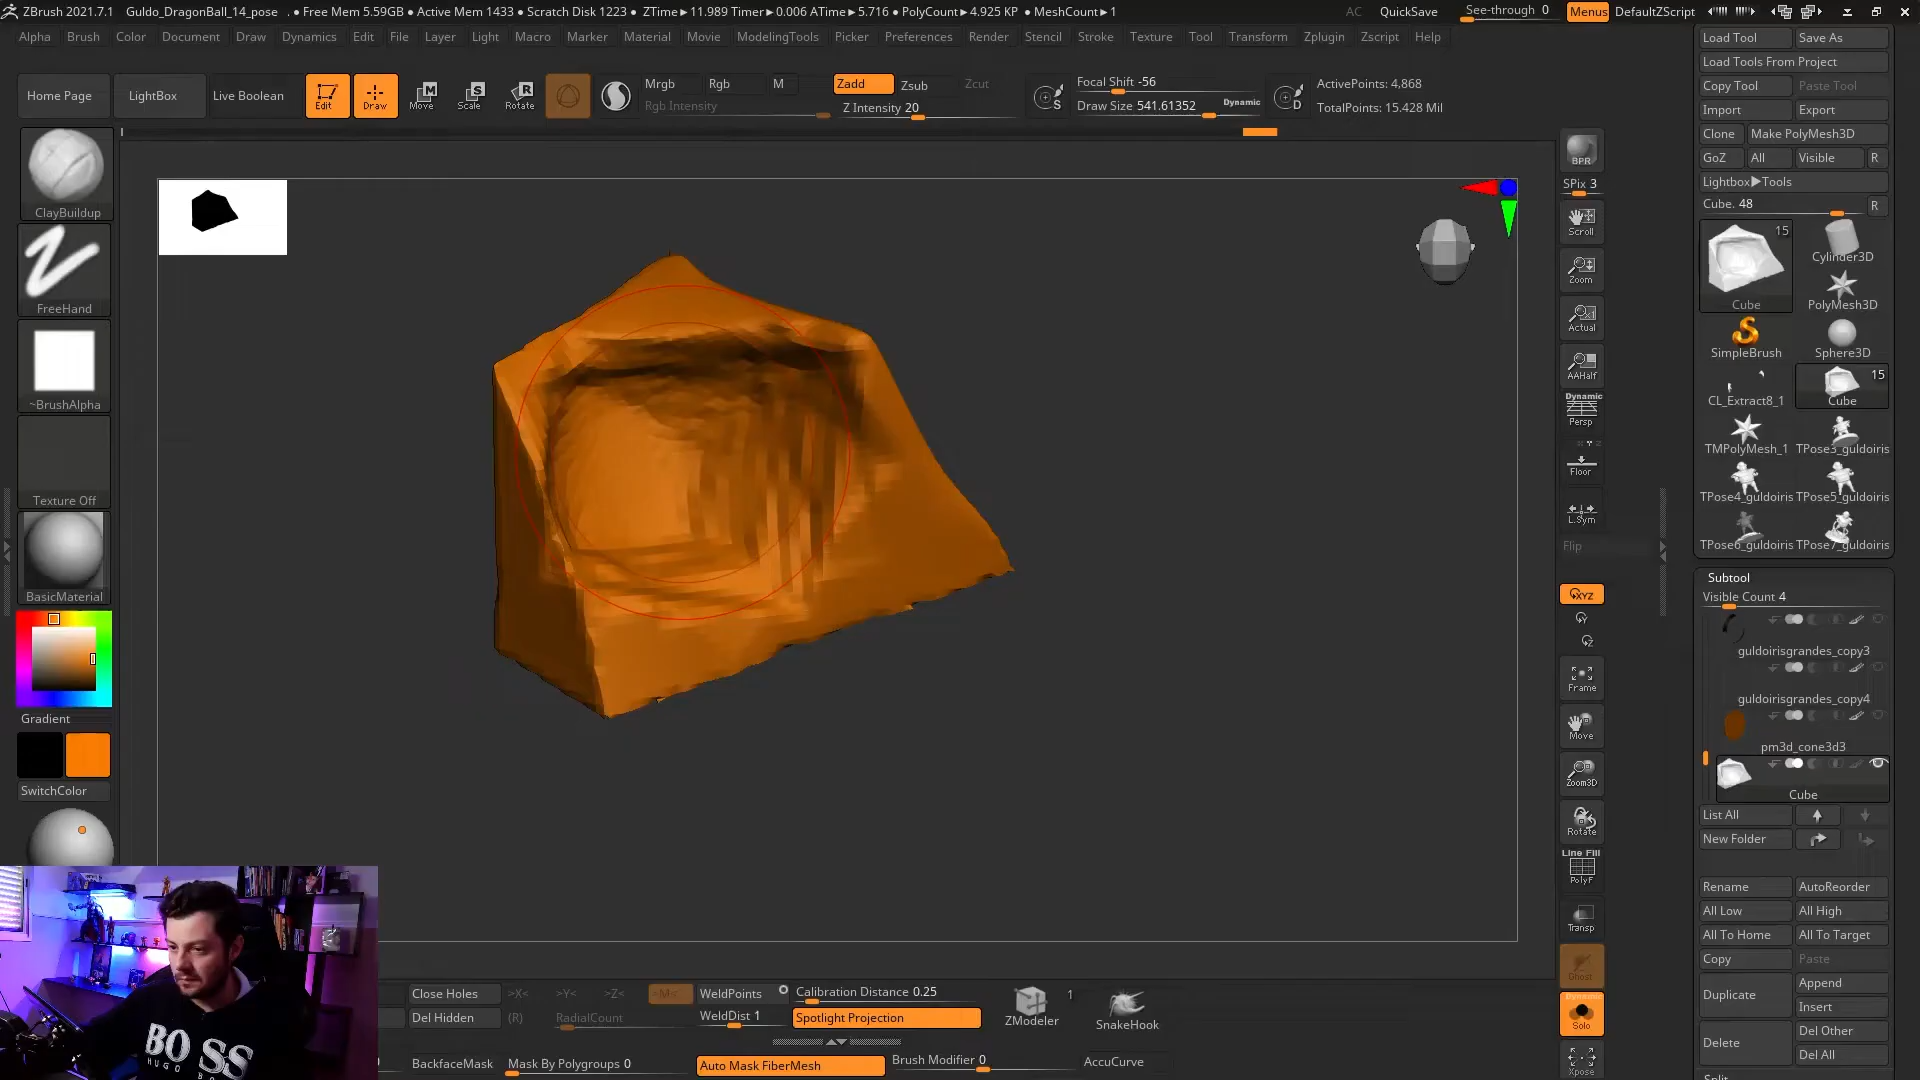 ZBrush 2021.7.1 Guldo_DragonBall_14_pose . • Free Mem 5.59GB • Active Mem 1433 • Scratch Disk 1223 • ZTime►11.989 Timer►0.006 ATime►5.716 • PolyCount►4.925 KP • MeshCount►1
AC QuickSave See-through 0 Menus DefaultZScript
Alpha Brush Color Document Draw Dynamics Edit File Layer Light Macro Marker Material Movie ModelingTools Picker Preferences Render Stencil Stroke Texture Tool Transform Zplugin Zscript Help
Home Page LightBox Live Boolean Edit Draw Move Scale Rotate
M S R
Mrgb Rgb M Zadd Zsub Zcut
Rgb Intensity Z Intensity 20
S Focal Shift -56
Draw Size 541.61352 Dynamic
D ActivePoints: 4,868
TotalPoints: 15.428 Mil
ClayBuildup
FreeHand
~BrushAlpha
Texture Off
BasicMaterial
Gradient
SwitchColor
BPR
SPix 3
Scroll
Zoom
Actual
AAHalf
Dynamic
Persp
Floor
L.Sym
Flip
XYZ
Frame
Move
Zoom3D
Rotate
Line Fill
PolyF
Transp
Ghost
Dynamic
Solo
Xpose
Load Tool Save As
Load Tools From Project
Copy Tool Paste Tool
Import Export
Clone Make PolyMesh3D
GoZ All Visible R
Lightbox►Tools
Cube. 48 R
15
Cube Cylinder3D
PolyMesh3D
SimpleBrush Sphere3D
15
CL_Extract8_1 Cube
TMPolyMesh_1 TPose3_guldoiris
TPose4_guldoiris TPose5_guldoiris
TPose6_guldoiris TPose7_guldoiris
Subtool
Visible Count 4
guldoirisgrandes_copy3
guldoirisgrandes_copy4
pm3d_cone3d3
Cube
List All
New Folder
Rename AutoReorder
All Low All High
All To Home All To Target
Copy Paste
Duplicate Append
Insert
Delete Del Other
Del All
Split
Close Holes >X< >Y< >Z< >M< WeldPoints Calibration Distance 0.25
Del Hidden (R) RadialCount WeldDist 1 Spotlight Projection
ZModeler 1 SnakeHook
BackfaceMask Mask By Polygroups 0 Auto Mask FiberMesh Brush Modifier 0 AccuCurve
BOSS
HUGO BO